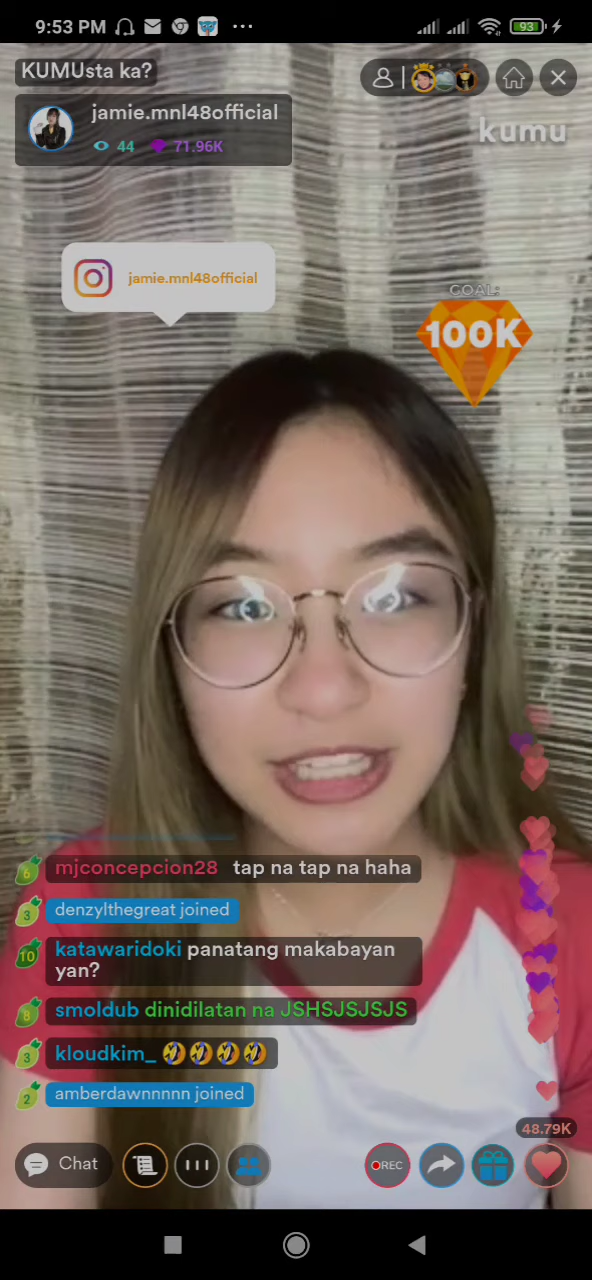 9:53 PM
93
KUMUsta ka?
jamie.mnl48official
44
71.96K
kumu
jamie.mnl48official
GOAL:
100K
6 mjconcepcion28 tap na tap na haha
3 denzylthegreat joined
10 katawaridoki panatang makabayan
yan?
8 smoldub dinidilatan na JSHSJSJSJS
3 kloudkim_ 🤣🤣🤣🤣
2 amberdawnnnnn joined
48.79K
Chat
REC